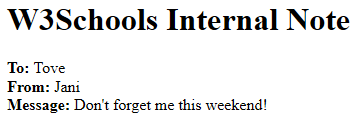 W3Schools Internal Note
To: Tove
From: Jani
Message: Don't forget me this weekend!